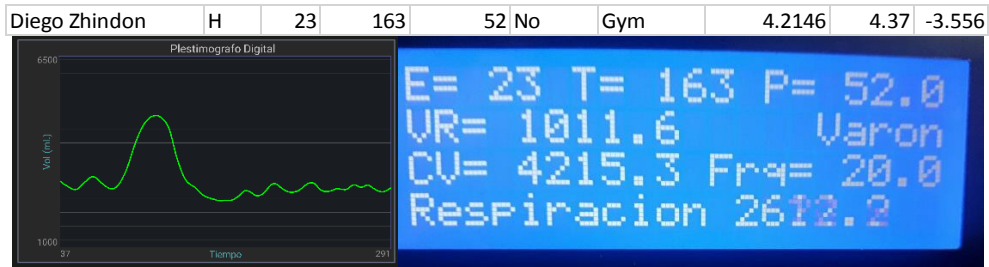 Diego Zhindon H 23 163 52 No Gym 4.2146 4.37 -3.556
Plestimografo Digital
6500
Vol (mL)
1000
37 Tiempo 291
E= 23 T= 163 P= 52.0
VR= 1011.6 Varon
CV= 4215.3 Frq= 20.0
Respiracion